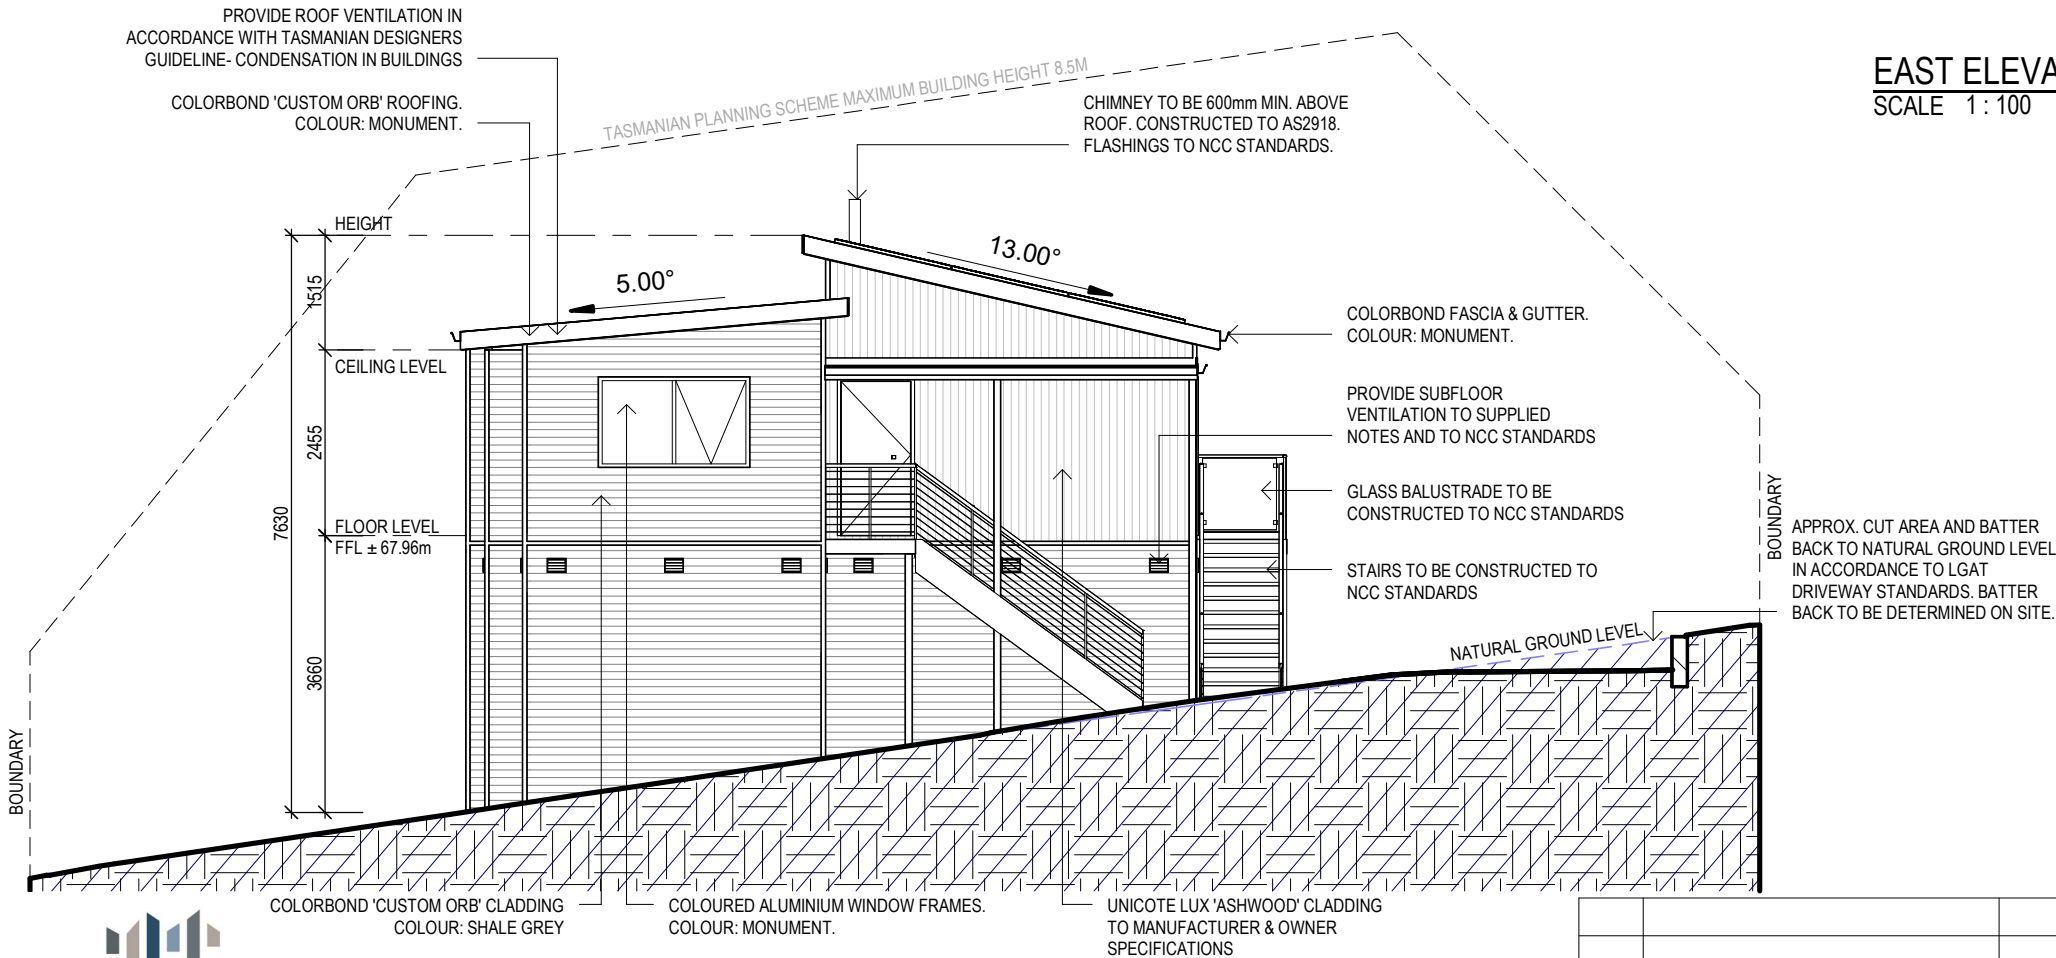 PROVIDE ROOF VENTILATION IN
ACCORDANCE WITH TASMANIAN DESIGNERS
GUIDELINE- CONDENSATION IN BUILDINGS
COLORBOND 'CUSTOM ORB' ROOFING.
COLOUR: MONUMENT.
TASMANIAN PLANNING SCHEME MAXIMUM BUILDING HEIGHT 8.5M
CHIMNEY TO BE 600mm MIN. ABOVE
ROOF. CONSTRUCTED TO AS2918.
FLASHINGS TO NCC STANDARDS.
EAST ELEVA
SCALE 1 : 100
HEIGHT
1515
CEILING LEVEL
2455
7630
FLOOR LEVEL
FFL ± 67.96m
3660
5.00°
13.00°
COLORBOND FASCIA & GUTTER.
COLOUR: MONUMENT.
PROVIDE SUBFLOOR
VENTILATION TO SUPPLIED
NOTES AND TO NCC STANDARDS
GLASS BALUSTRADE TO BE
CONSTRUCTED TO NCC STANDARDS
STAIRS TO BE CONSTRUCTED TO
NCC STANDARDS
BOUNDARY
APPROX. CUT AREA AND BATTER
BACK TO NATURAL GROUND LEVEL
IN ACCORDANCE TO LGAT
DRIVEWAY STANDARDS. BATTER
BACK TO BE DETERMINED ON SITE.
NATURAL GROUND LEVEL
BOUNDARY
COLORBOND 'CUSTOM ORB' CLADDING
COLOUR: SHALE GREY
COLOURED ALUMINIUM WINDOW FRAMES.
COLOUR: MONUMENT.
UNICOTE LUX 'ASHWOOD' CLADDING
TO MANUFACTURER & OWNER
SPECIFICATIONS